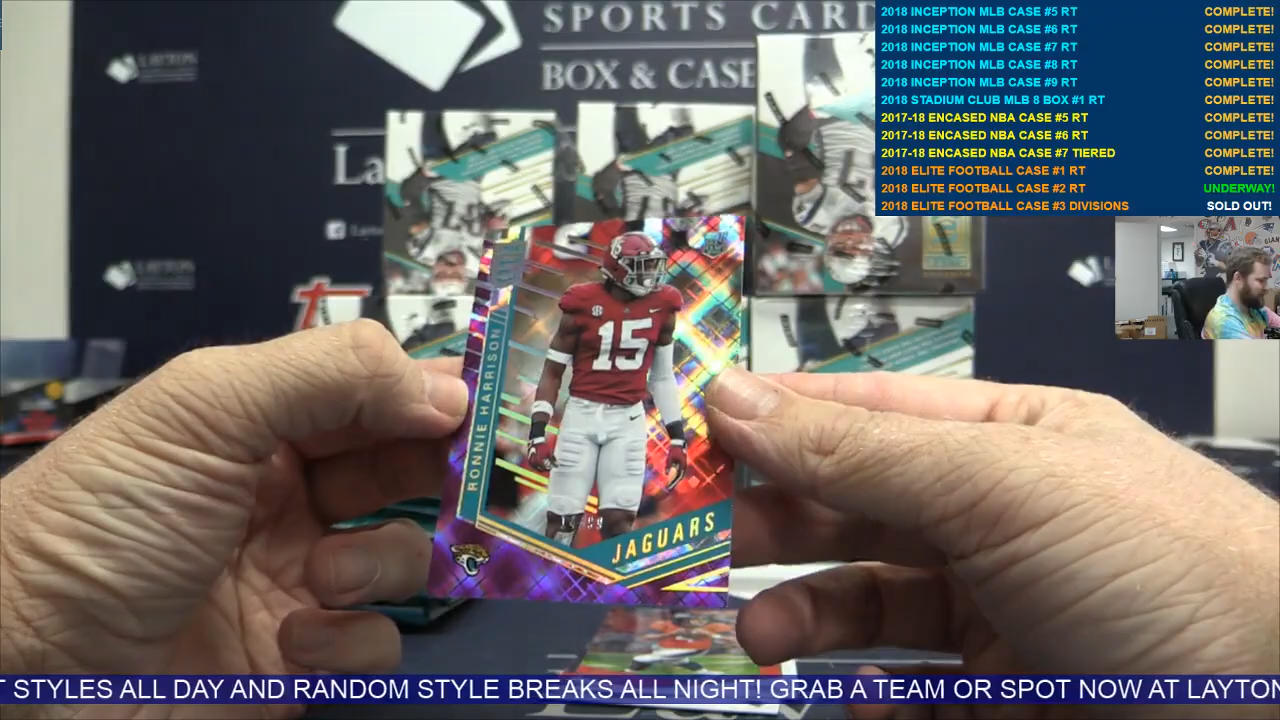 SPORTS CARD
BOX & CASE
La
LAYTON
LAYTON
2018 INCEPTION MLB CASE #5 RT COMPLETE!
2018 INCEPTION MLB CASE #6 RT COMPLETE!
2018 INCEPTION MLB CASE #7 RT COMPLETE!
2018 INCEPTION MLB CASE #8 RT COMPLETE!
2018 INCEPTION MLB CASE #9 RT COMPLETE!
2018 STADIUM CLUB MLB 8 BOX #1 RT COMPLETE!
2017-18 ENCASED NBA CASE #5 RT COMPLETE!
2017-18 ENCASED NBA CASE #6 RT COMPLETE!
2017-18 ENCASED NBA CASE #7 TIERED COMPLETE!
2018 ELITE FOOTBALL CASE #1 RT COMPLETE!
2018 ELITE FOOTBALL CASE #2 RT UNDERWAY!
2018 ELITE FOOTBALL CASE #3 DIVISIONS SOLD OUT!
RONNIE HARRISON
15
JAGUARS
T STYLES ALL DAY AND RANDOM STYLE BREAKS ALL NIGHT! GRAB A TEAM OR SPOT NOW AT LAYTON